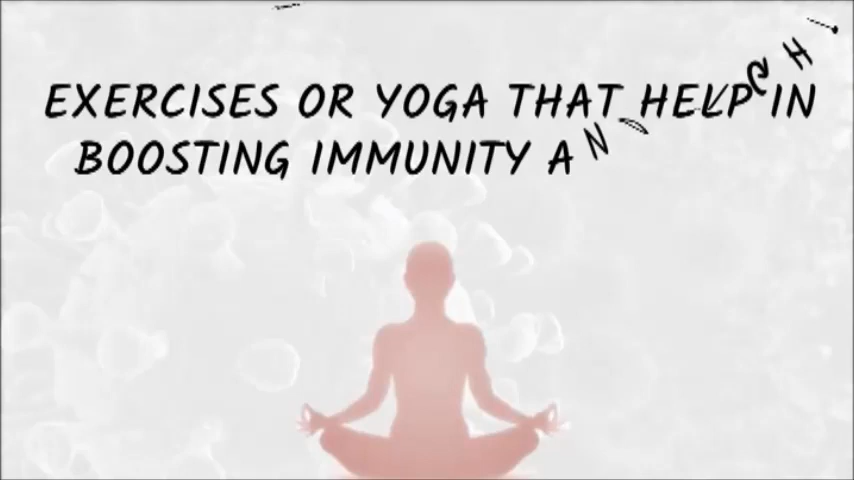 EXERCISES OR YOGA THAT HELP IN
BOOSTING IMMUNITY A